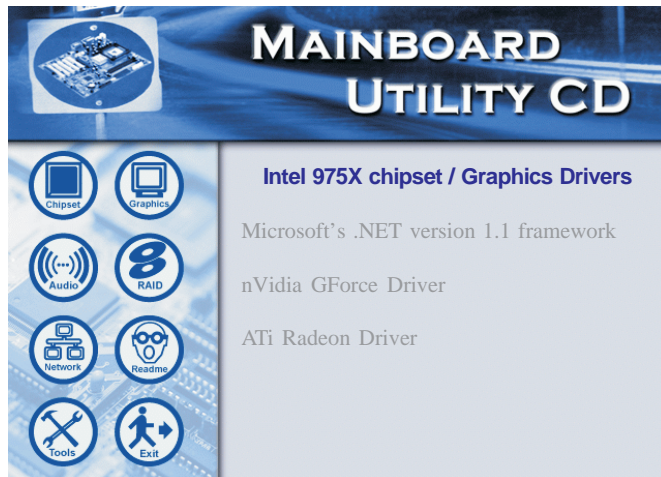 MAINBOARD
UTILITY CD
Intel 975X chipset / Graphics Drivers
Microsoft's .NET version 1.1 framework
nVidia GForce Driver
ATi Radeon Driver
Chipset
Graphics
Audio
RAID
Network
Readme
Tools
Exit